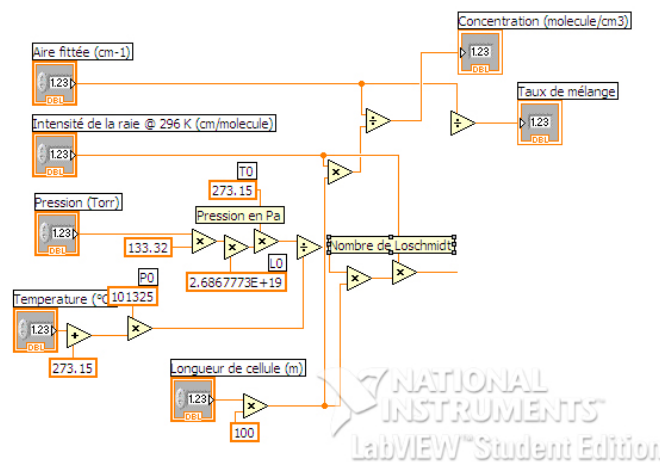 Concentration (molecule/cm3)
1.23
DBL
Aire fittée (cm-1)
1.23
DBL
Taux de mélange
1.23
DBL
Intensité de la raie @ 296 K (cm/molecule)
1.23
DBL
T0
273.15
Pression (Torr)
1.23
DBL
Pression en Pa
133.32
Nombre de Loschmidt
L0
2.6867773E+19
P0
101325
Temperature (°C
1.23
DBL
273.15
Longueur de cellule (m)
1.23
DBL
100
NATIONAL
INSTRUMENTS™
LabVIEW™ Student Edition